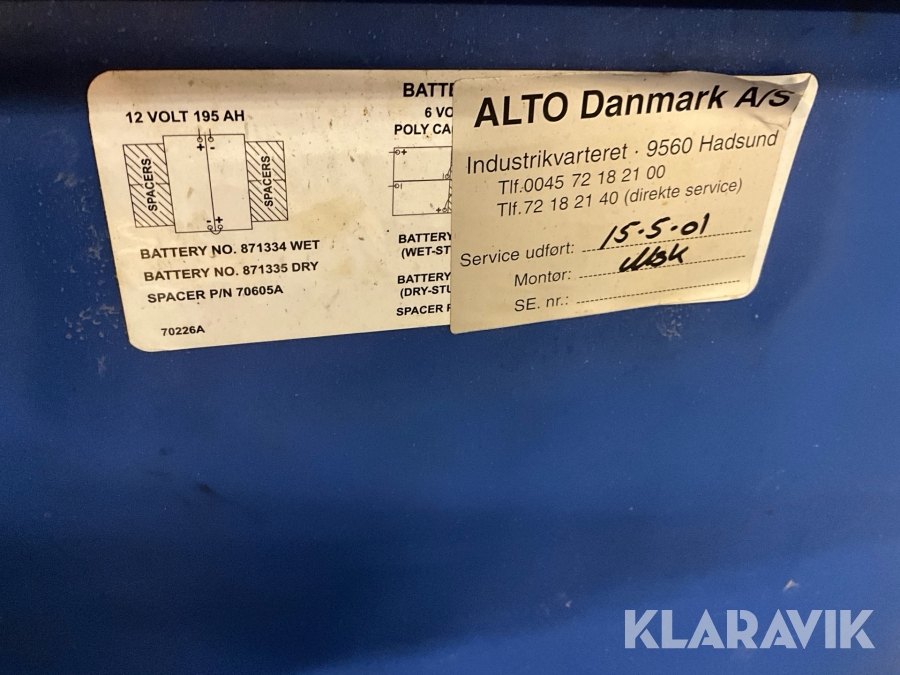 12 VOLT 195 AH
SPACERS
SPACERS
BATTERY NO. 871334 WET
BATTERY NO. 871335 DRY
SPACER P/N 70605A
70226A
BATTE
6 VO
POLY CA
BATTERY
(WET-ST
BATTERY
(DRY-STU
SPACER
ALTO Danmark A/S
Industrikvarteret · 9560 Hadsund
Tlf.0045 72 18 21 00
Tlf.72 18 21 40 (direkte service)
Service udført: 15-5-01
Montør:
SE. nr.:
KLARAVIK